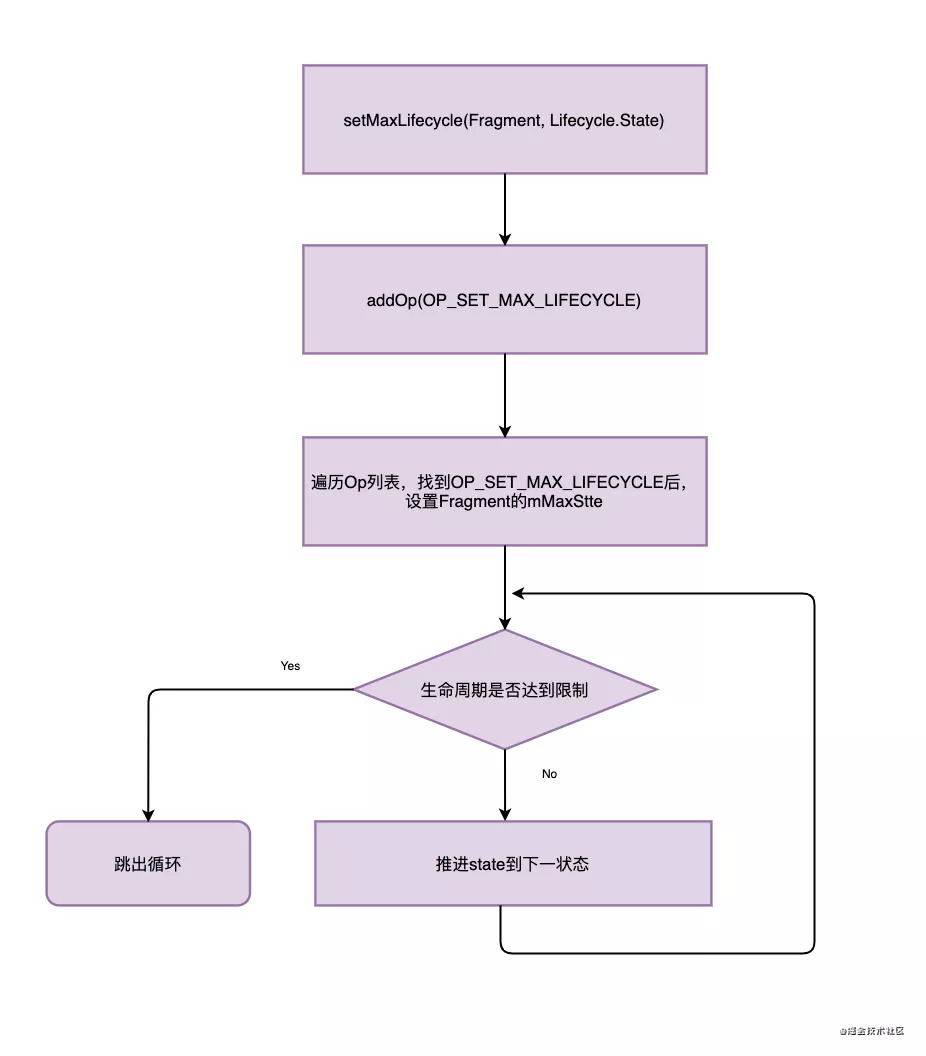 setMaxLifecycle(Fragment, Lifecycle.State)
addOp(OP_SET_MAX_LIFECYCLE)
遍历Op列表，找到OP_SET_MAX_LIFECYCLE后，
设置Fragment的mMaxStte
Yes
生命周期是否达到限制
No
跳出循环
推进state到下一状态
@掘金技术社区